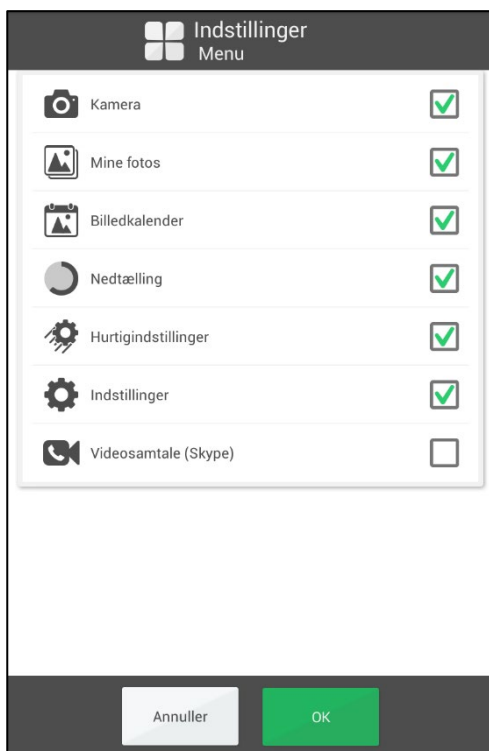 Indstillinger
Menu
Kamera
Mine fotos
Billedkalender
Nedtælling
Hurtigindstillinger
Indstillinger
Videosamtale (Skype)
Annuller
OK